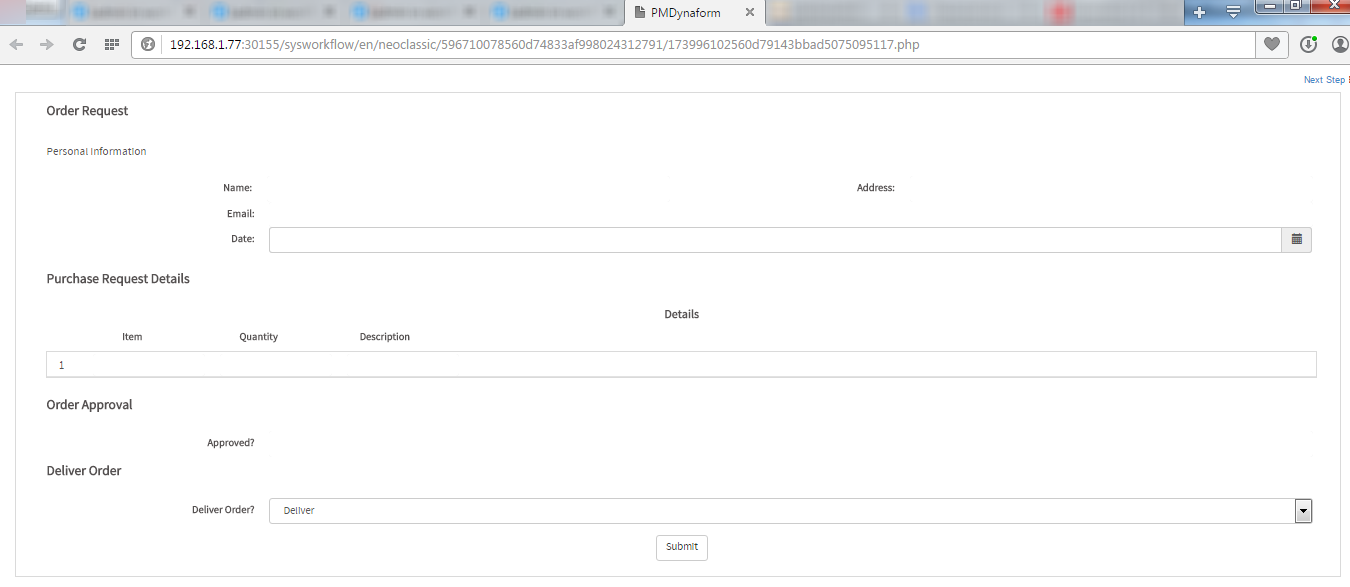 PMDynaform
192.168.1.77:30155/sysworkflow/en/neoclassic/596710078560d74833af998024312791/173996102560d79143bbad5075095117.php
Next Step
Order Request
Personal Information
Name: Address:
Email:
Date:
Purchase Request Details
Details
Item Quantity Description
1
Order Approval
Approved?
Deliver Order
Deliver Order? Deliver
Submit